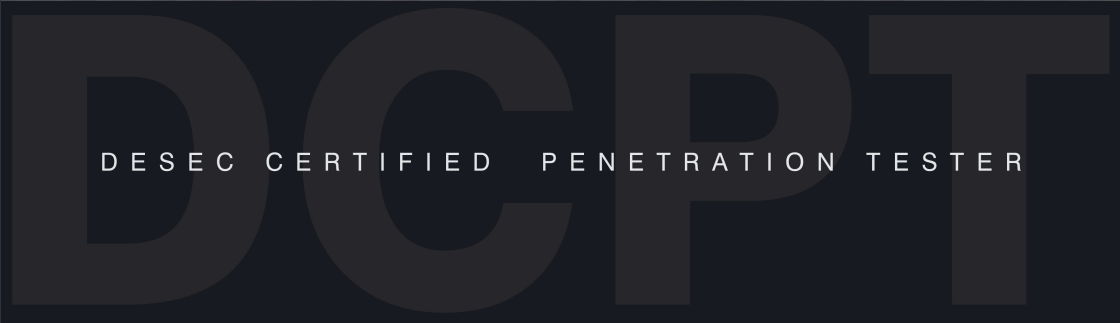 DCPT
DESEC CERTIFIED PENETRATION TESTER